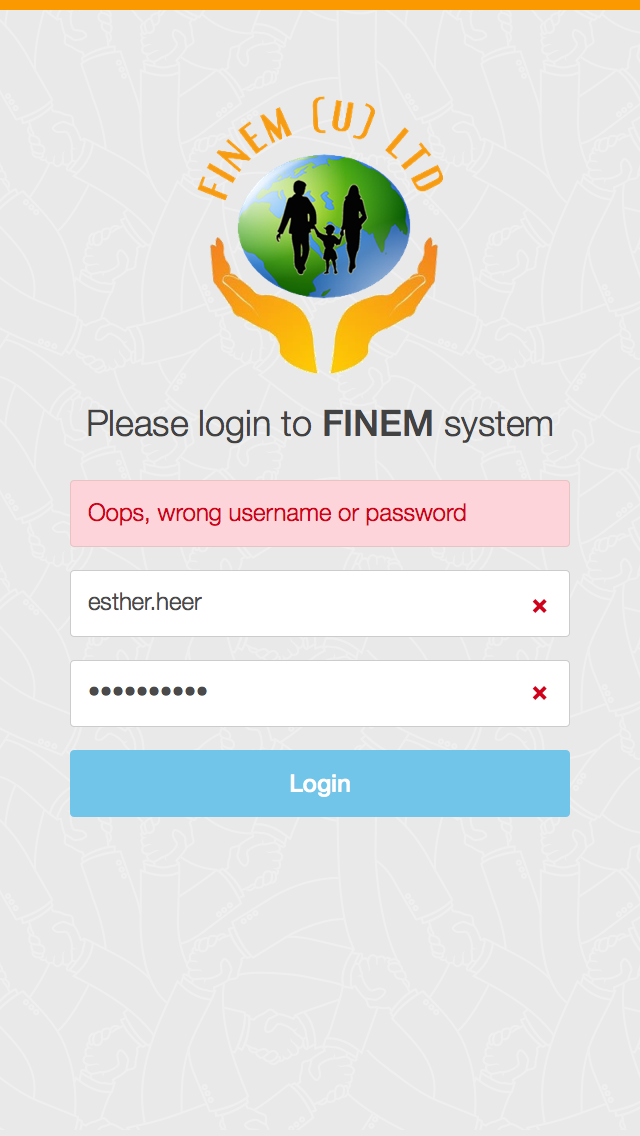 FINEM (U) LTD
Please login to FINEM system
Oops, wrong username or password
esther.heer
••••••••••
Login